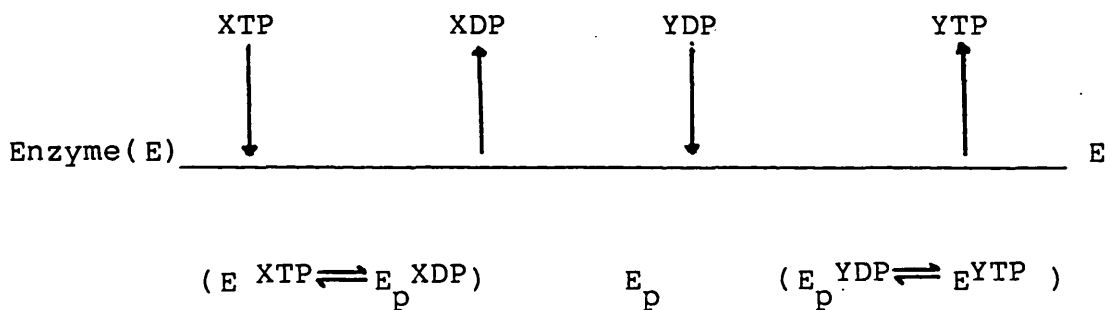 XTP XDP YDP YTP
Enzyme(E) E
(E XTP⇌E_p XDP) E_p (E_p YDP⇌E YTP)